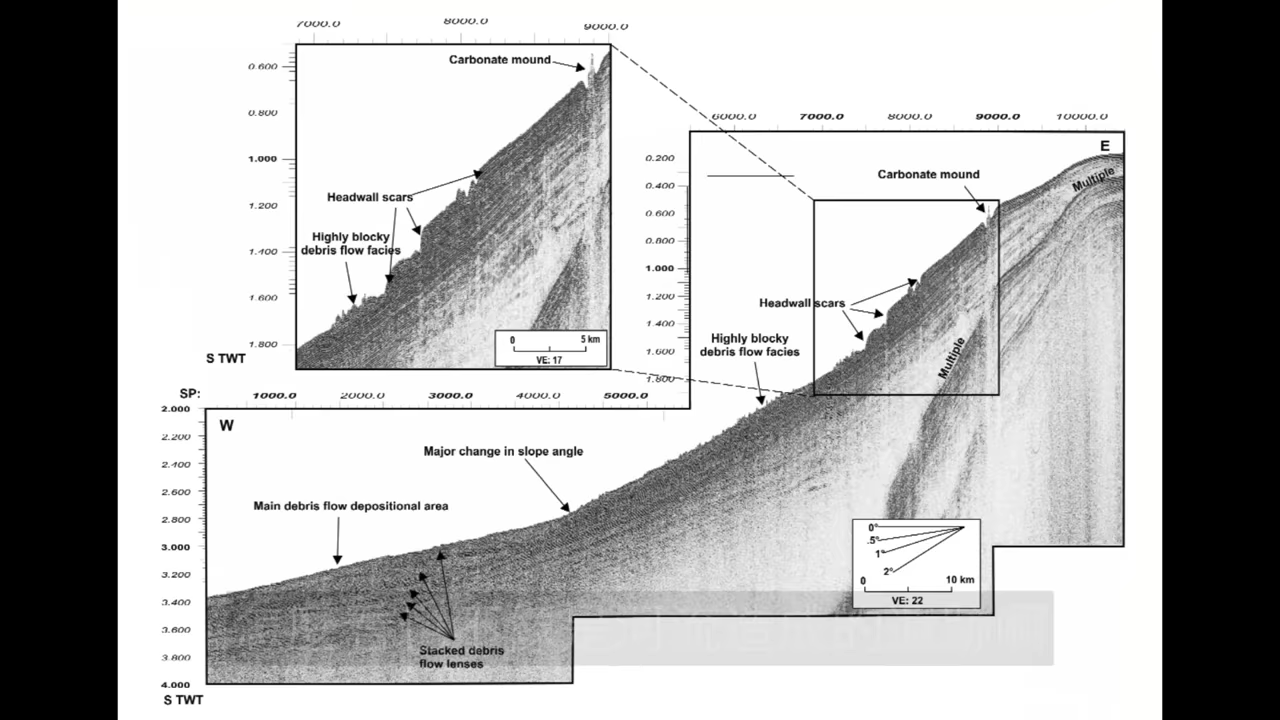 7000.0 8000.0 9000.0
0.600
0.800
1.000
1.200
1.400
1.600
1.800
S TWT
Carbonate mound
Headwall scars
Highly blocky
debris flow facies
0 5 km
VE: 17
6000.0 7000.0 8000.0 9000.0 10000.0
E
0.200
0.400
0.600
0.800
1.000
1.200
1.400
1.600
1.800
Carbonate mound
Multiple
Headwall scars
Highly blocky
debris flow facies
Multiple
SP: 1000.0 2000.0 3000.0 4000.0 5000.0
W
2.000
2.200
2.400
2.600
2.800
3.000
3.200
3.400
3.600
3.800
4.000
S TWT
Major change in slope angle
Main debris flow depositional area
Stacked debris
flow lenses
0°
.5°
1°
2°
0 10 km
VE: 22